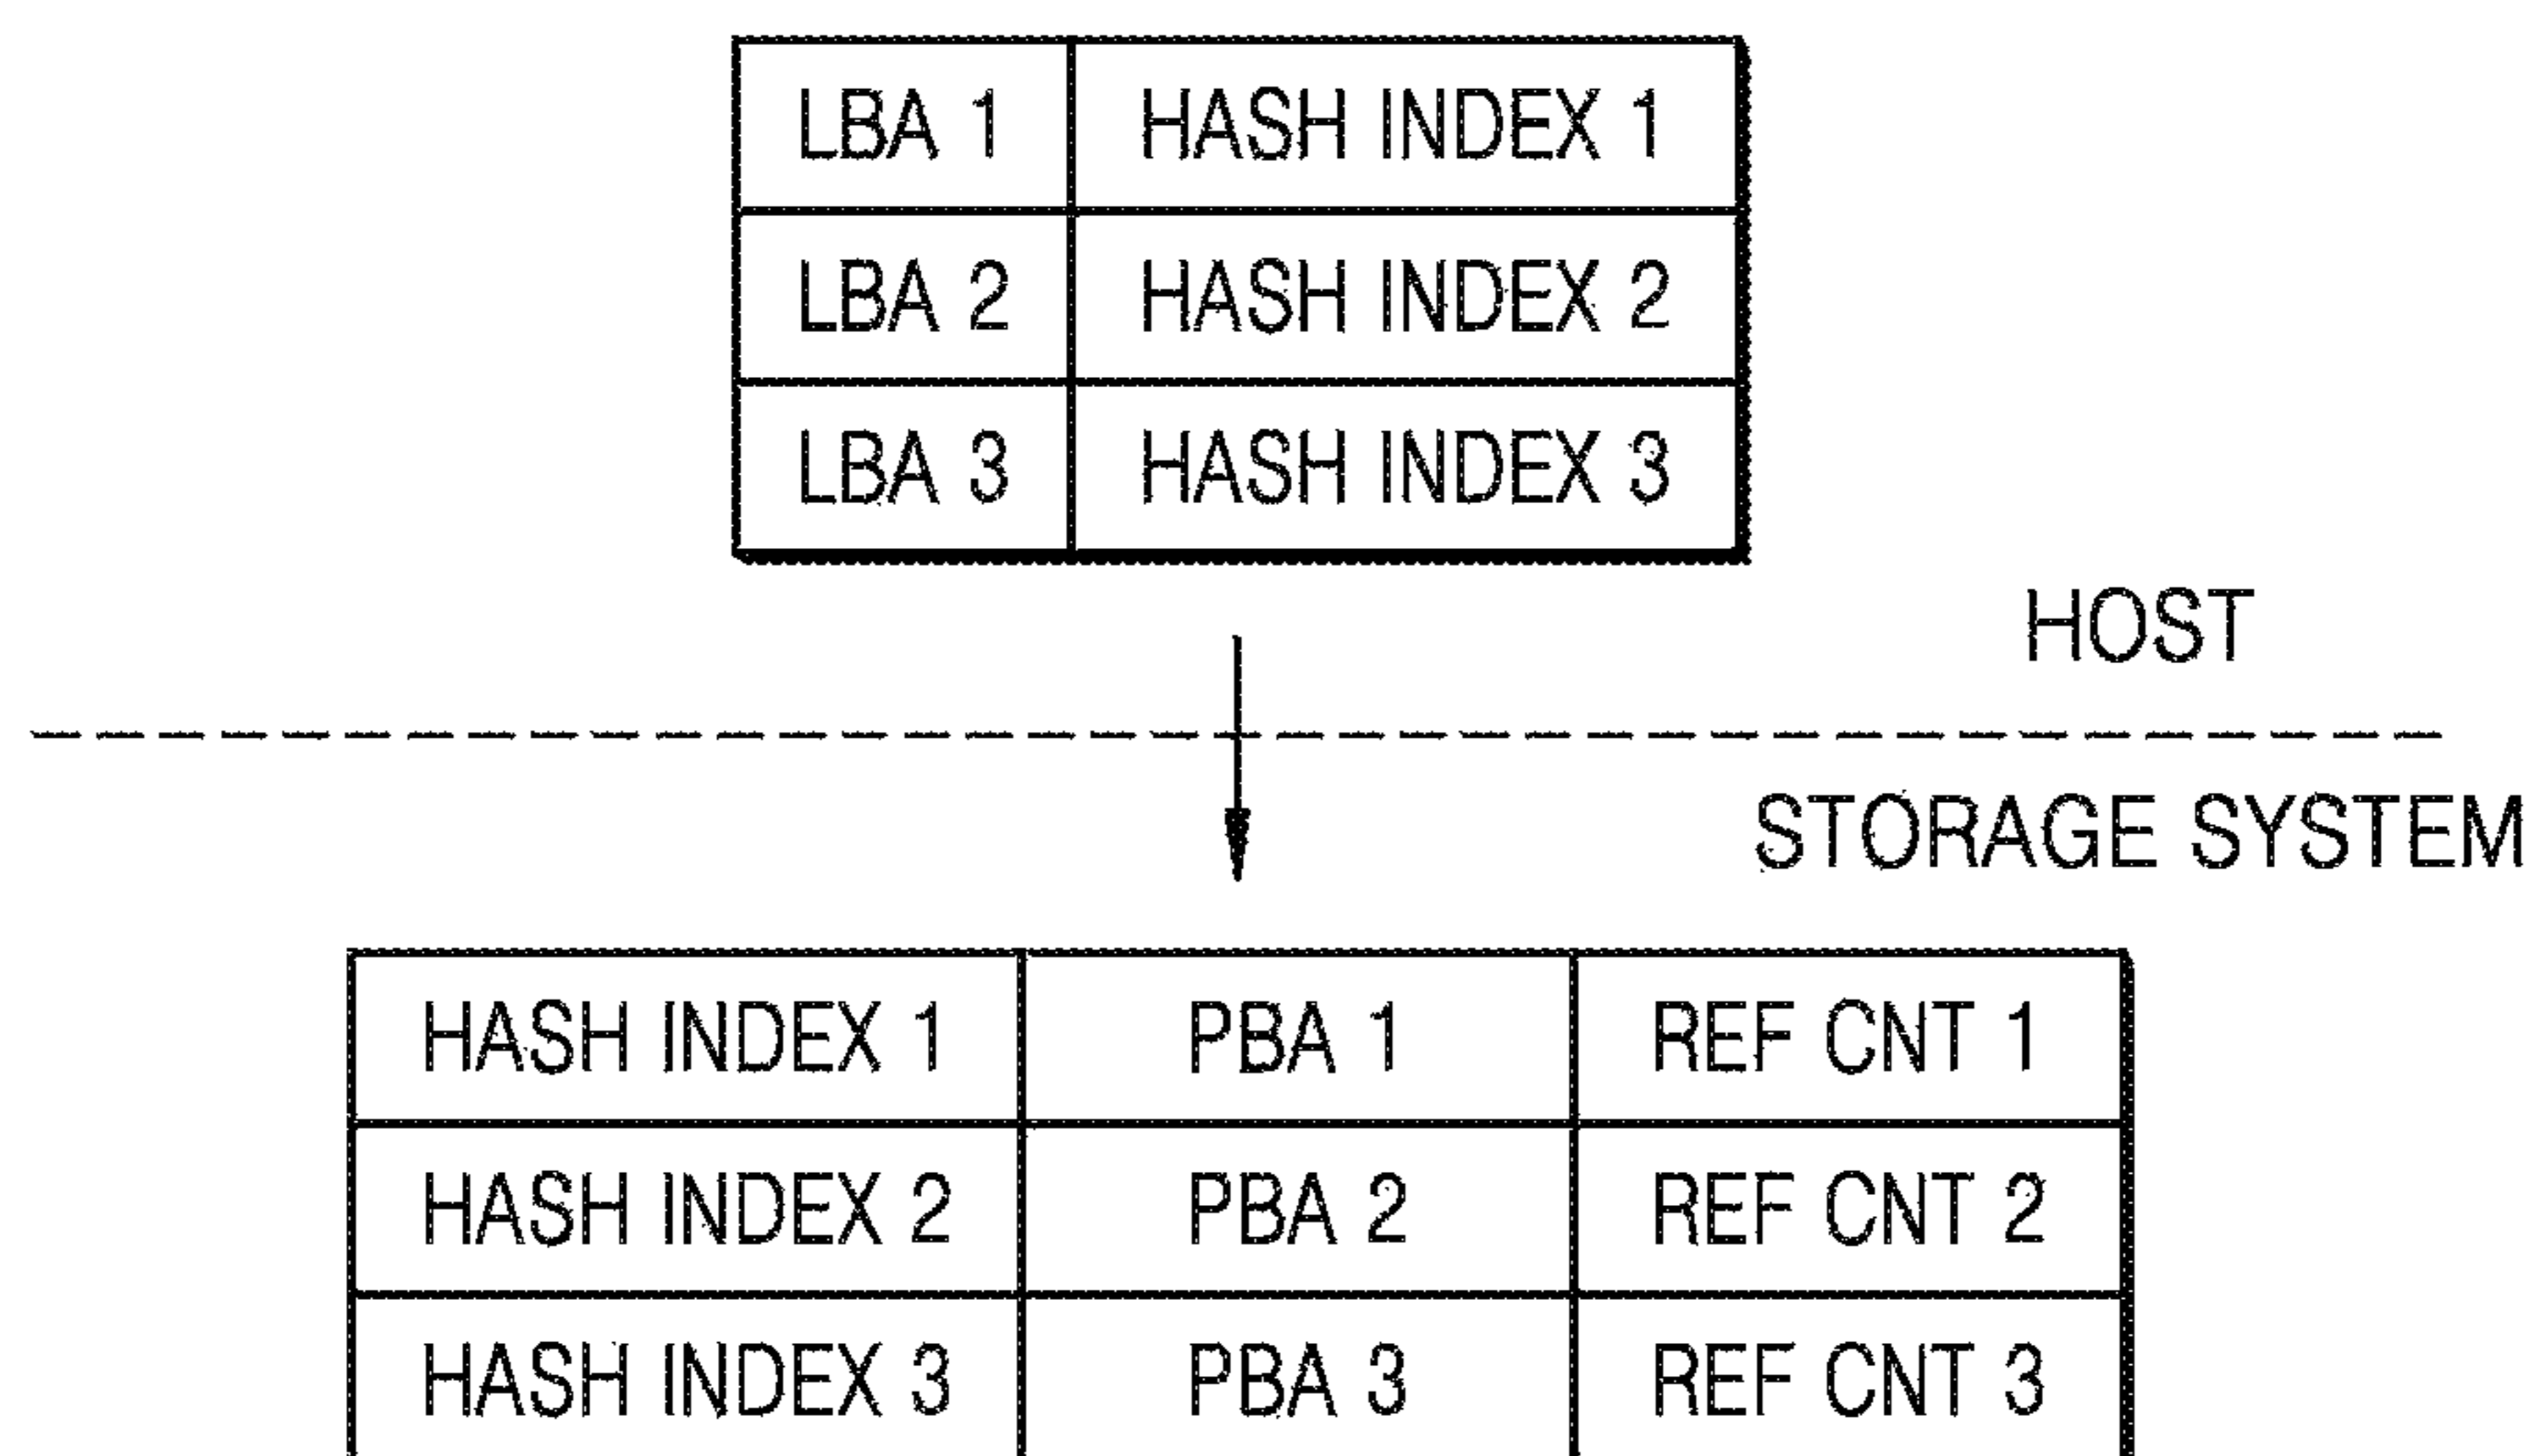 LBA 1 HASH INDEX 1
LBA 2 HASH INDEX 2
LBA 3 HASH INDEX 3
HOST
STORAGE SYSTEM
HASH INDEX 1 PBA 1 REF CNT 1
HASH INDEX 2 PBA 2 REF CNT 2
HASH INDEX 3 PBA 3 REF CNT 3